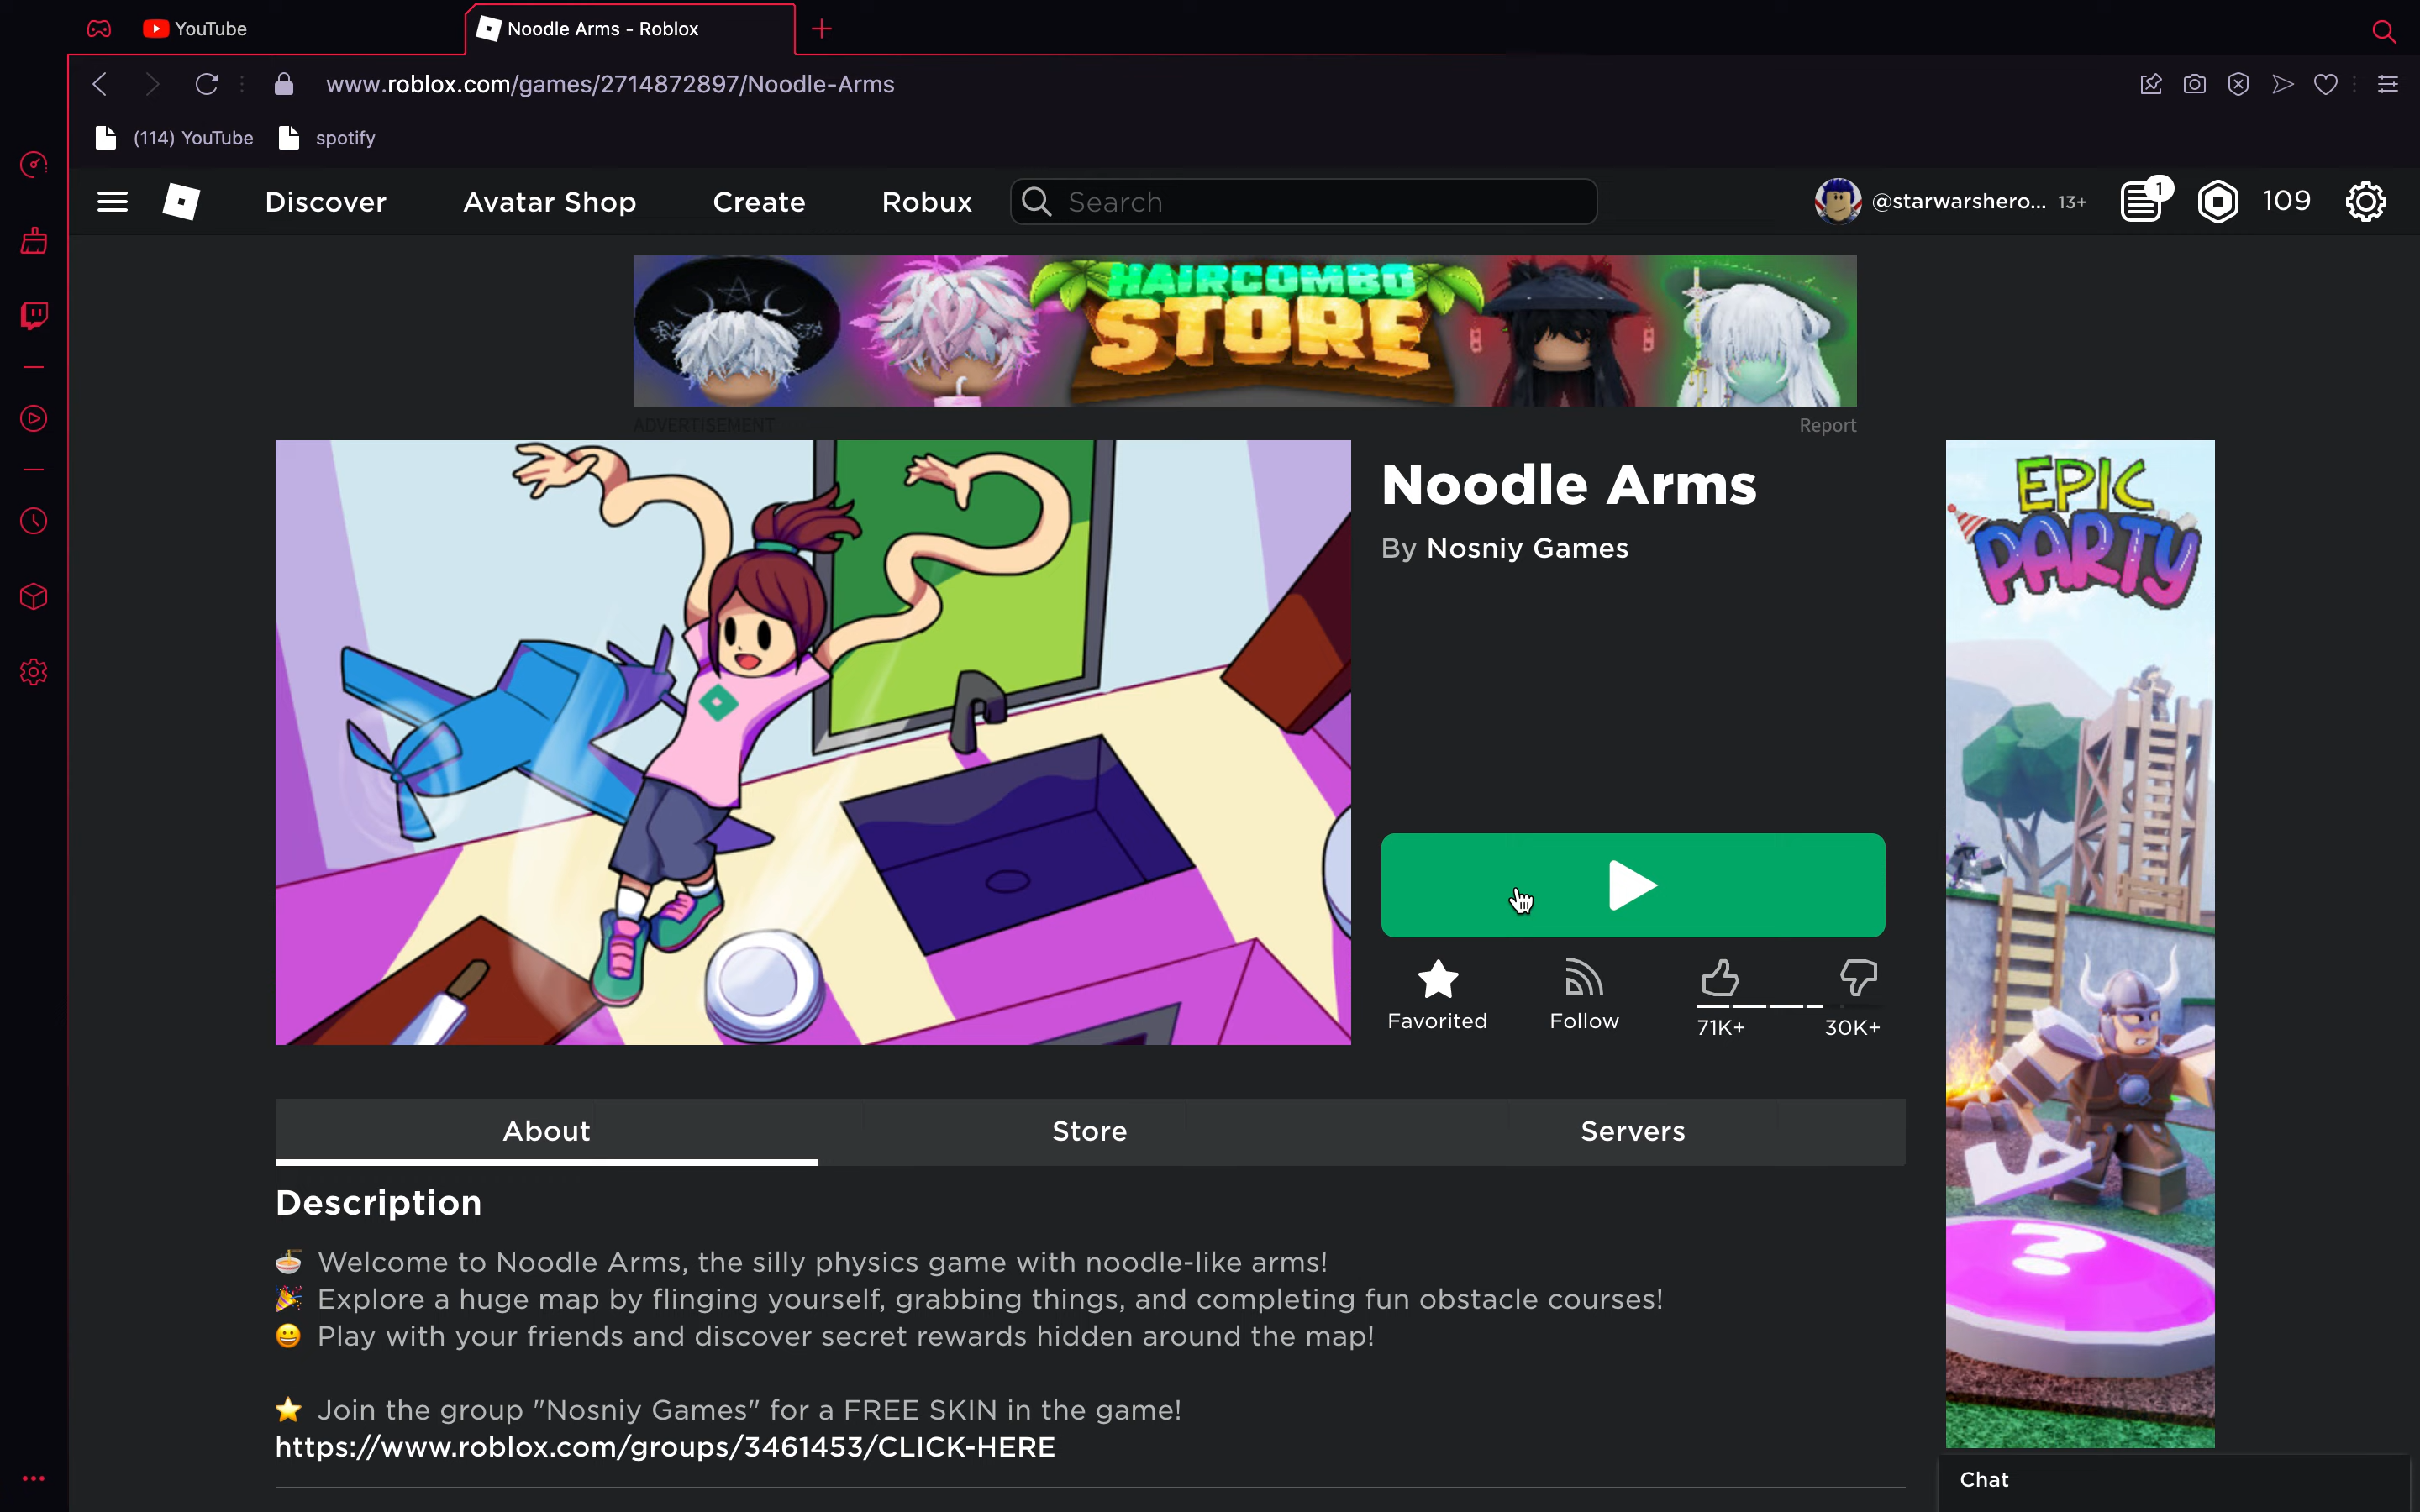 YouTube
Noodle Arms - Roblox
www.roblox.com/games/2714872897/Noodle-Arms
(114) YouTube
spotify
Discover
Avatar Shop
Create
Robux
Search
@starwarshero... 13+
1
109
HAIRCOMBO
STORE
ADVERTISEMENT
Report
Noodle Arms
By Nosniy Games
EPIC
PARTY
Favorited
Follow
71K+
30K+
About
Store
Servers
Description
🍜 Welcome to Noodle Arms, the silly physics game with noodle-like arms!
🎉 Explore a huge map by flinging yourself, grabbing things, and completing fun obstacle courses!
😀 Play with your friends and discover secret rewards hidden around the map!
⭐ Join the group "Nosniy Games" for a FREE SKIN in the game!
https://www.roblox.com/groups/3461453/CLICK-HERE
?
Chat